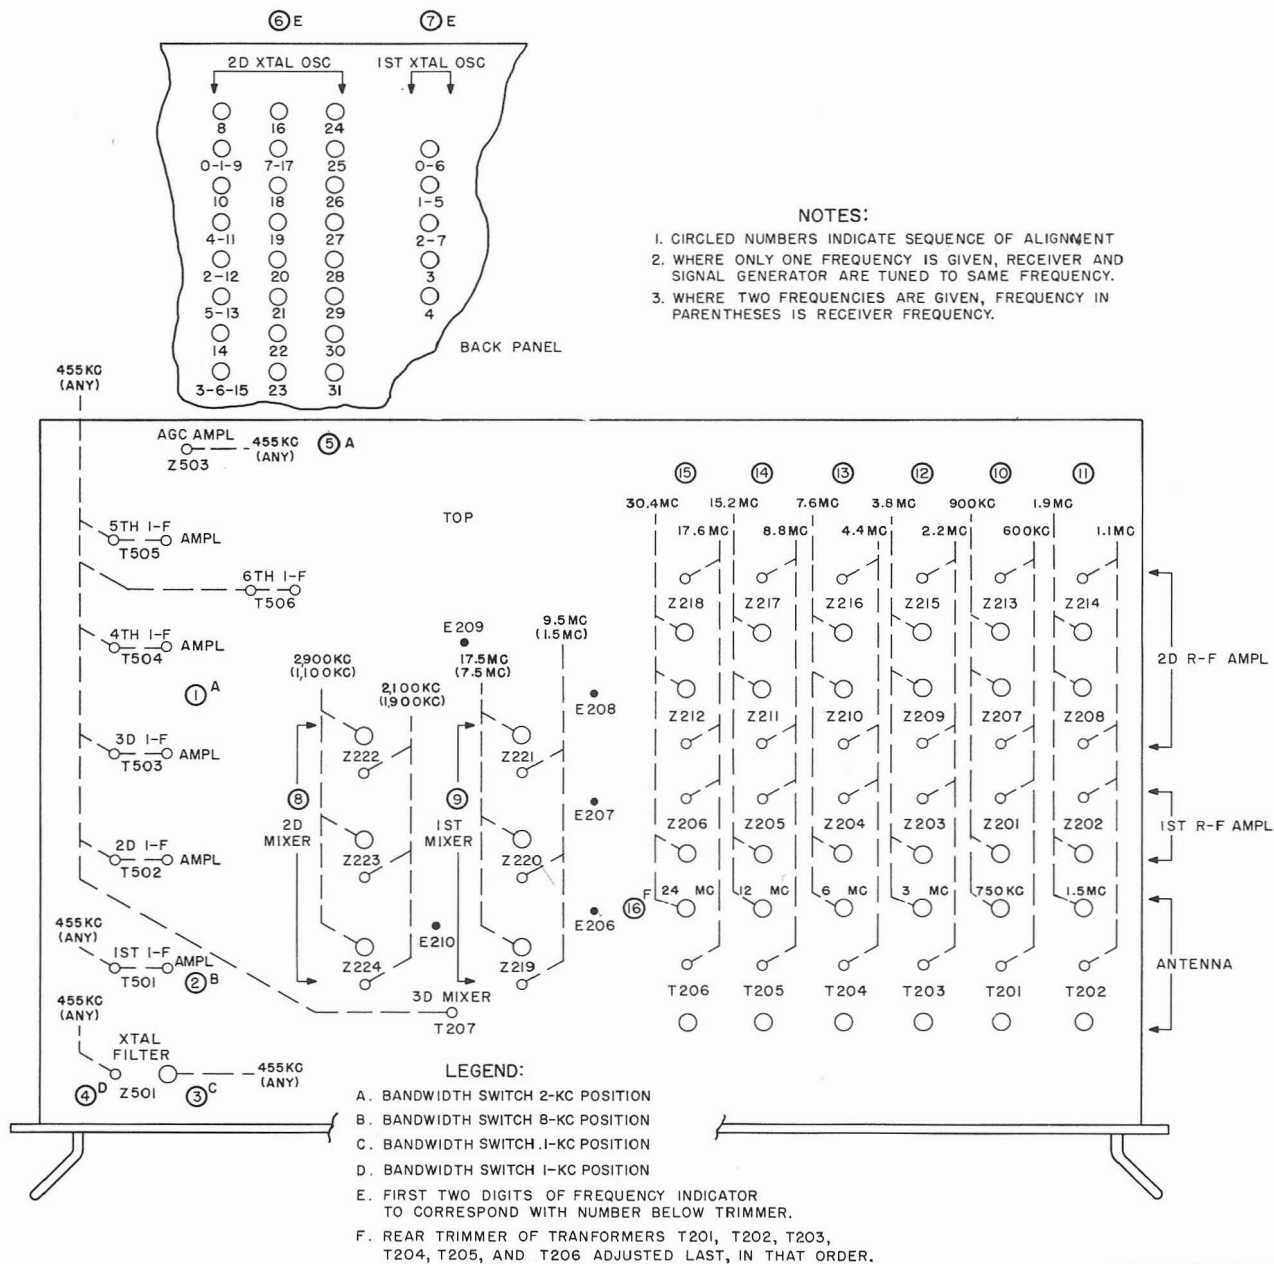 6 E 7 E
2D XTAL OSC 1ST XTAL OSC
8 16 24
0-1-9 7-17 25 0-6
10 18 26 1-5
4-11 19 27 2-7
2-12 20 28 3
5-13 21 29 4
14 22 30
3-6-15 23 31
BACK PANEL
NOTES:
1. CIRCLED NUMBERS INDICATE SEQUENCE OF ALIGNMENT
2. WHERE ONLY ONE FREQUENCY IS GIVEN, RECEIVER AND
SIGNAL GENERATOR ARE TUNED TO SAME FREQUENCY.
3. WHERE TWO FREQUENCIES ARE GIVEN, FREQUENCY IN
PARENTHESES IS RECEIVER FREQUENCY.
455KC
(ANY)
AGC AMPL
Z503
455KC
(ANY)
5 A
TOP
5TH I-F AMPL
T505
6TH I-F
T506
4TH I-F AMPL
T504
1 A
3D I-F AMPL
T503
2D I-F AMPL
T502
455KC
(ANY)
1ST I-F AMPL
T501
2 B
455KC
(ANY)
XTAL
FILTER
Z501
4 D
3 C
455KC
(ANY)
2,900KC
(1,100KC)
2,100KC
(1,900KC)
Z222
8
2D
MIXER
Z223
Z224
E210
3D MIXER
T207
E209
17.5MC
(7.5MC)
9.5MC
(1.5MC)
Z221
9
1ST
MIXER
Z220
Z219
E208
E207
E206
16 F
15 14 13 12 10 11
30.4MC 15.2MC 7.6MC 3.8MC 900KC 1.9MC
17.6MC 8.8MC 4.4MC 2.2MC 600KC 1.1MC
Z218 Z217 Z216 Z215 Z213 Z214
2D R-F AMPL
Z212 Z211 Z210 Z209 Z207 Z208
Z206 Z205 Z204 Z203 Z201 Z202
1ST R-F AMPL
24 MC 12 MC 6 MC 3 MC 750KC 1.5MC
ANTENNA
T206 T205 T204 T203 T201 T202
LEGEND:
A. BANDWIDTH SWITCH 2-KC POSITION
B. BANDWIDTH SWITCH 8-KC POSITION
C. BANDWIDTH SWITCH .1-KC POSITION
D. BANDWIDTH SWITCH 1-KC POSITION
E. FIRST TWO DIGITS OF FREQUENCY INDICATOR
TO CORRESPOND WITH NUMBER BELOW TRIMMER.
F. REAR TRIMMER OF TRANFORMERS T201, T202, T203,
T204, T205, AND T206 ADJUSTED LAST, IN THAT ORDER.